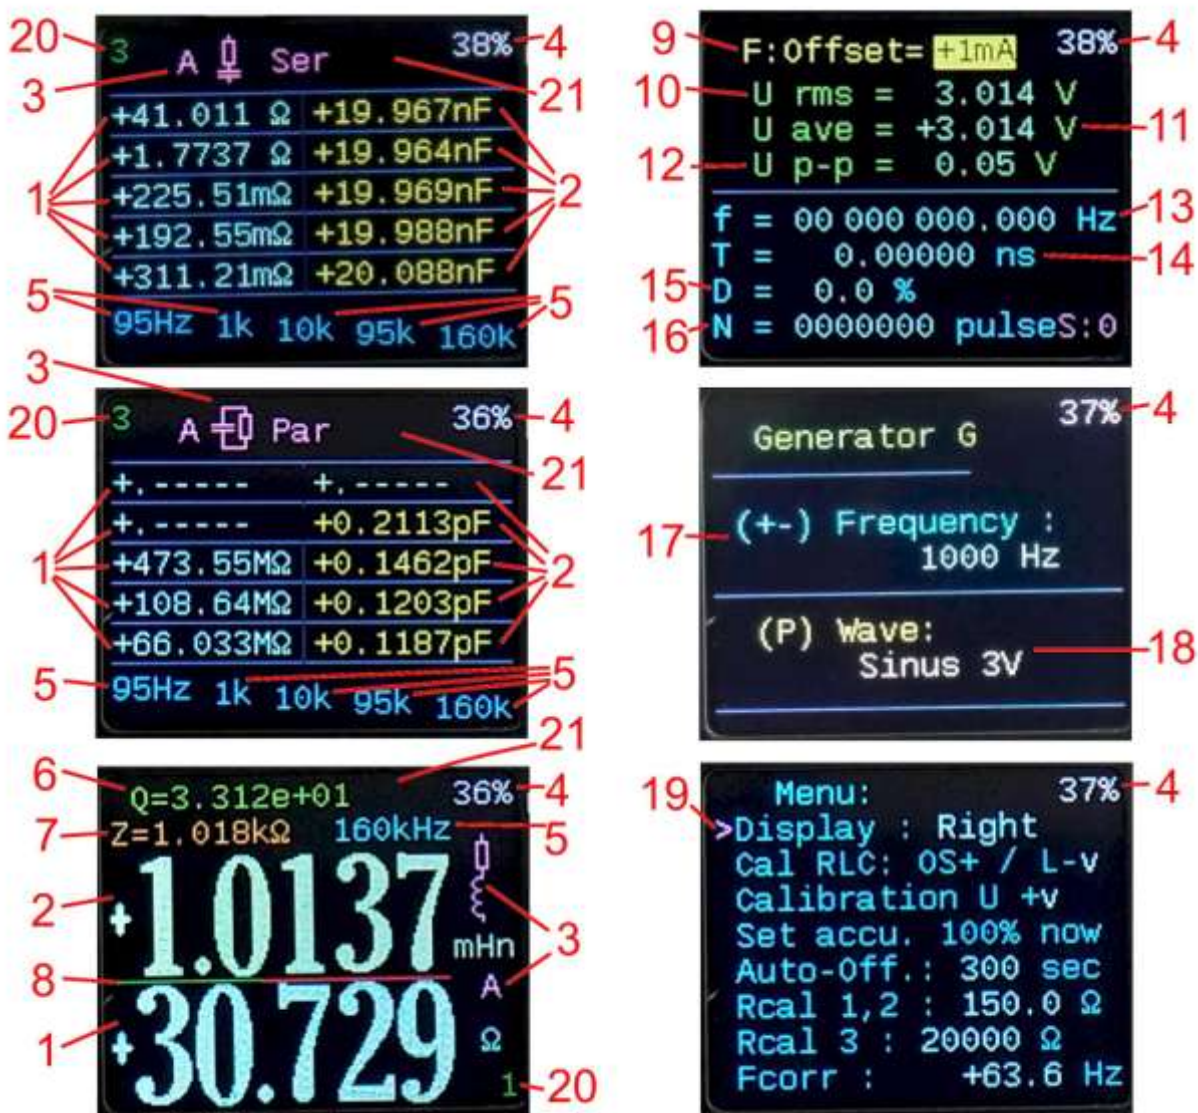 20 3 A Ser 38% 4
3 21
+41.011 Ω +19.967nF
+1.7737 Ω +19.964nF
1 +225.51mΩ +19.969nF 2
+192.55mΩ +19.988nF
+311.21mΩ +20.088nF
5 5
95Hz 1k 10k 95k 160k
3
20 3 A Par 36% 4
21
+.----- +.-----
+.----- +0.2113pF
1 +473.55MΩ +0.1462pF 2
+108.64MΩ +0.1203pF
+66.033MΩ +0.1187pF
5 95Hz 1k 10k 95k 160k 5
21
6 Q=3.312e+01 36% 4
7 Z=1.018kΩ 160kHz 5
2 +1.0137 mHn 3
8 A
1 +30.729 Ω
1 20
9 F:Offset= +1mA 38% 4
10 U rms = 3.014 V
U ave = +3.014 V 11
12 U p-p = 0.05 V
f = 00 000 000.000 Hz 13
T = 0.00000 ns 14
15 D = 0.0 %
16 N = 0000000 pulseS:0
37% 4
Generator G
17 (+-) Frequency :
1000 Hz
(P) Wave:
Sinus 3V 18
Menu: 37% 4
19 >Display : Right
Cal RLC: OS+ / L-v
Calibration U +v
Set accu. 100% now
Auto-Off.: 300 sec
Rcal 1,2 : 150.0 Ω
Rcal 3 : 20000 Ω
Fcorr : +63.6 Hz